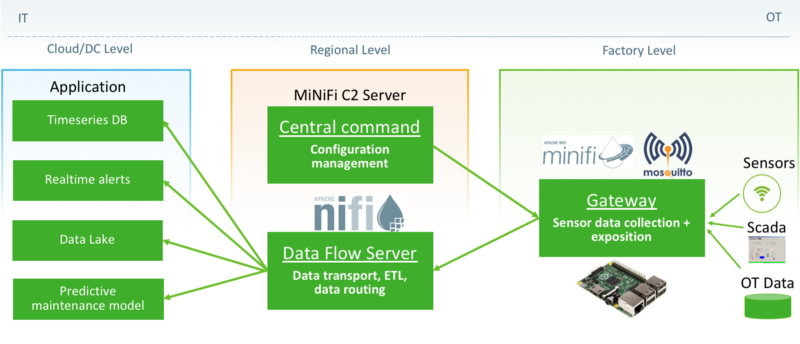 IT
OT
Cloud/DC Level
Regional Level
Factory Level
Application
Timeseries DB
Realtime alerts
Data Lake
Predictive
maintenance model
MiNiFi C2 Server
Central command
Configuration
management
APACHE
nifi
Data Flow Server
Data transport, ETL,
data routing
APACHE NIFI
minifi
mosquitto
Gateway
Sensor data collection +
exposition
Sensors
Scada
OT Data